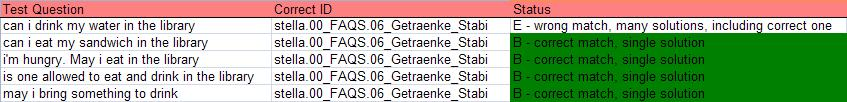 Test Question Correct ID Status
can i drink my water in the library stella.00_FAQS.06_Getraenke_Stabi E - wrong match, many solutions, including correct one
can i eat my sandwich in the library stella.00_FAQS.06_Getraenke_Stabi B - correct match, single solution
i'm hungry. May i eat in the library stella.00_FAQS.06_Getraenke_Stabi B - correct match, single solution
is one allowed to eat and drink in the library stella.00_FAQS.06_Getraenke_Stabi B - correct match, single solution
may i bring something to drink stella.00_FAQS.06_Getraenke_Stabi B - correct match, single solution